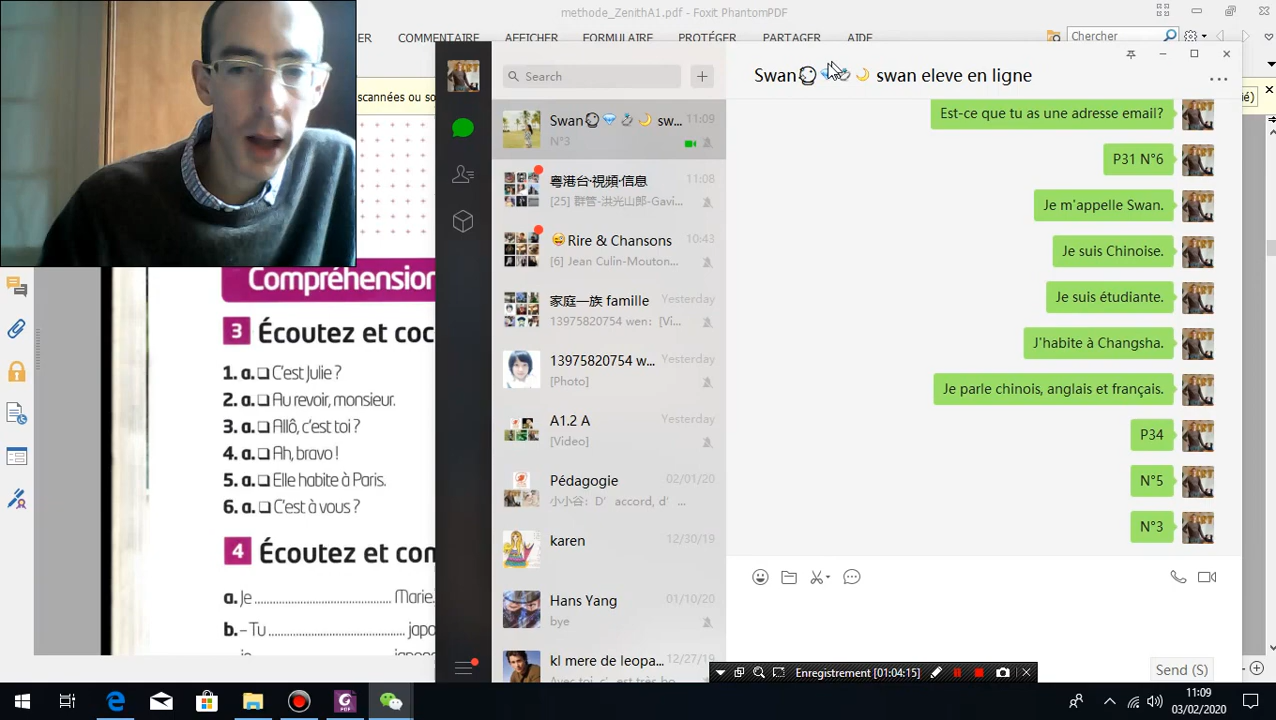 methode_ZenithA1.pdf - Foxit PhantomPDF
COMMENTAIRE AFFICHER FORMULAIRE PROTÉGER PARTAGER AIDE
Chercher
scannées ou so
é)
Compréhension
3 Écoutez et coc
1. a. ❑ C'est Julie ?
2. a. ❑ Au revoir, monsieur.
3. a. ❑ Allô, c'est toi ?
4. a. ❑ Ah, bravo !
5. a. ❑ Elle habite à Paris.
6. a. ❑ C'est à vous ?
4 Écoutez et con
a. Je ............ Marie.
b. – Tu ............ japo
Search
Swan sw... 11:09
N°3
粵港台·視頻·信息 11:08
[25] 群管-洪光山郎-Gavi...
Rire & Chansons 10:43
[6] Jean Culin-Mouton...
家庭一族 famille Yesterday
13975820754 wen: [Vi...
13975820754 w... Yesterday
[Photo]
A1.2 A Yesterday
[Video]
Pédagogie 02/01/20
小小谷: D' accord, d' ...
karen 12/30/19
Hans Yang 01/10/20
bye
kl mere de leopa... 12/27/19
Swan swan eleve en ligne
Est-ce que tu as une adresse email?
P31 N°6
Je m'appelle Swan.
Je suis Chinoise.
Je suis étudiante.
J'habite à Changsha.
Je parle chinois, anglais et français.
P34
N°5
N°3
end (S)
Enregistrement [01:04:15]
11:09
03/02/2020